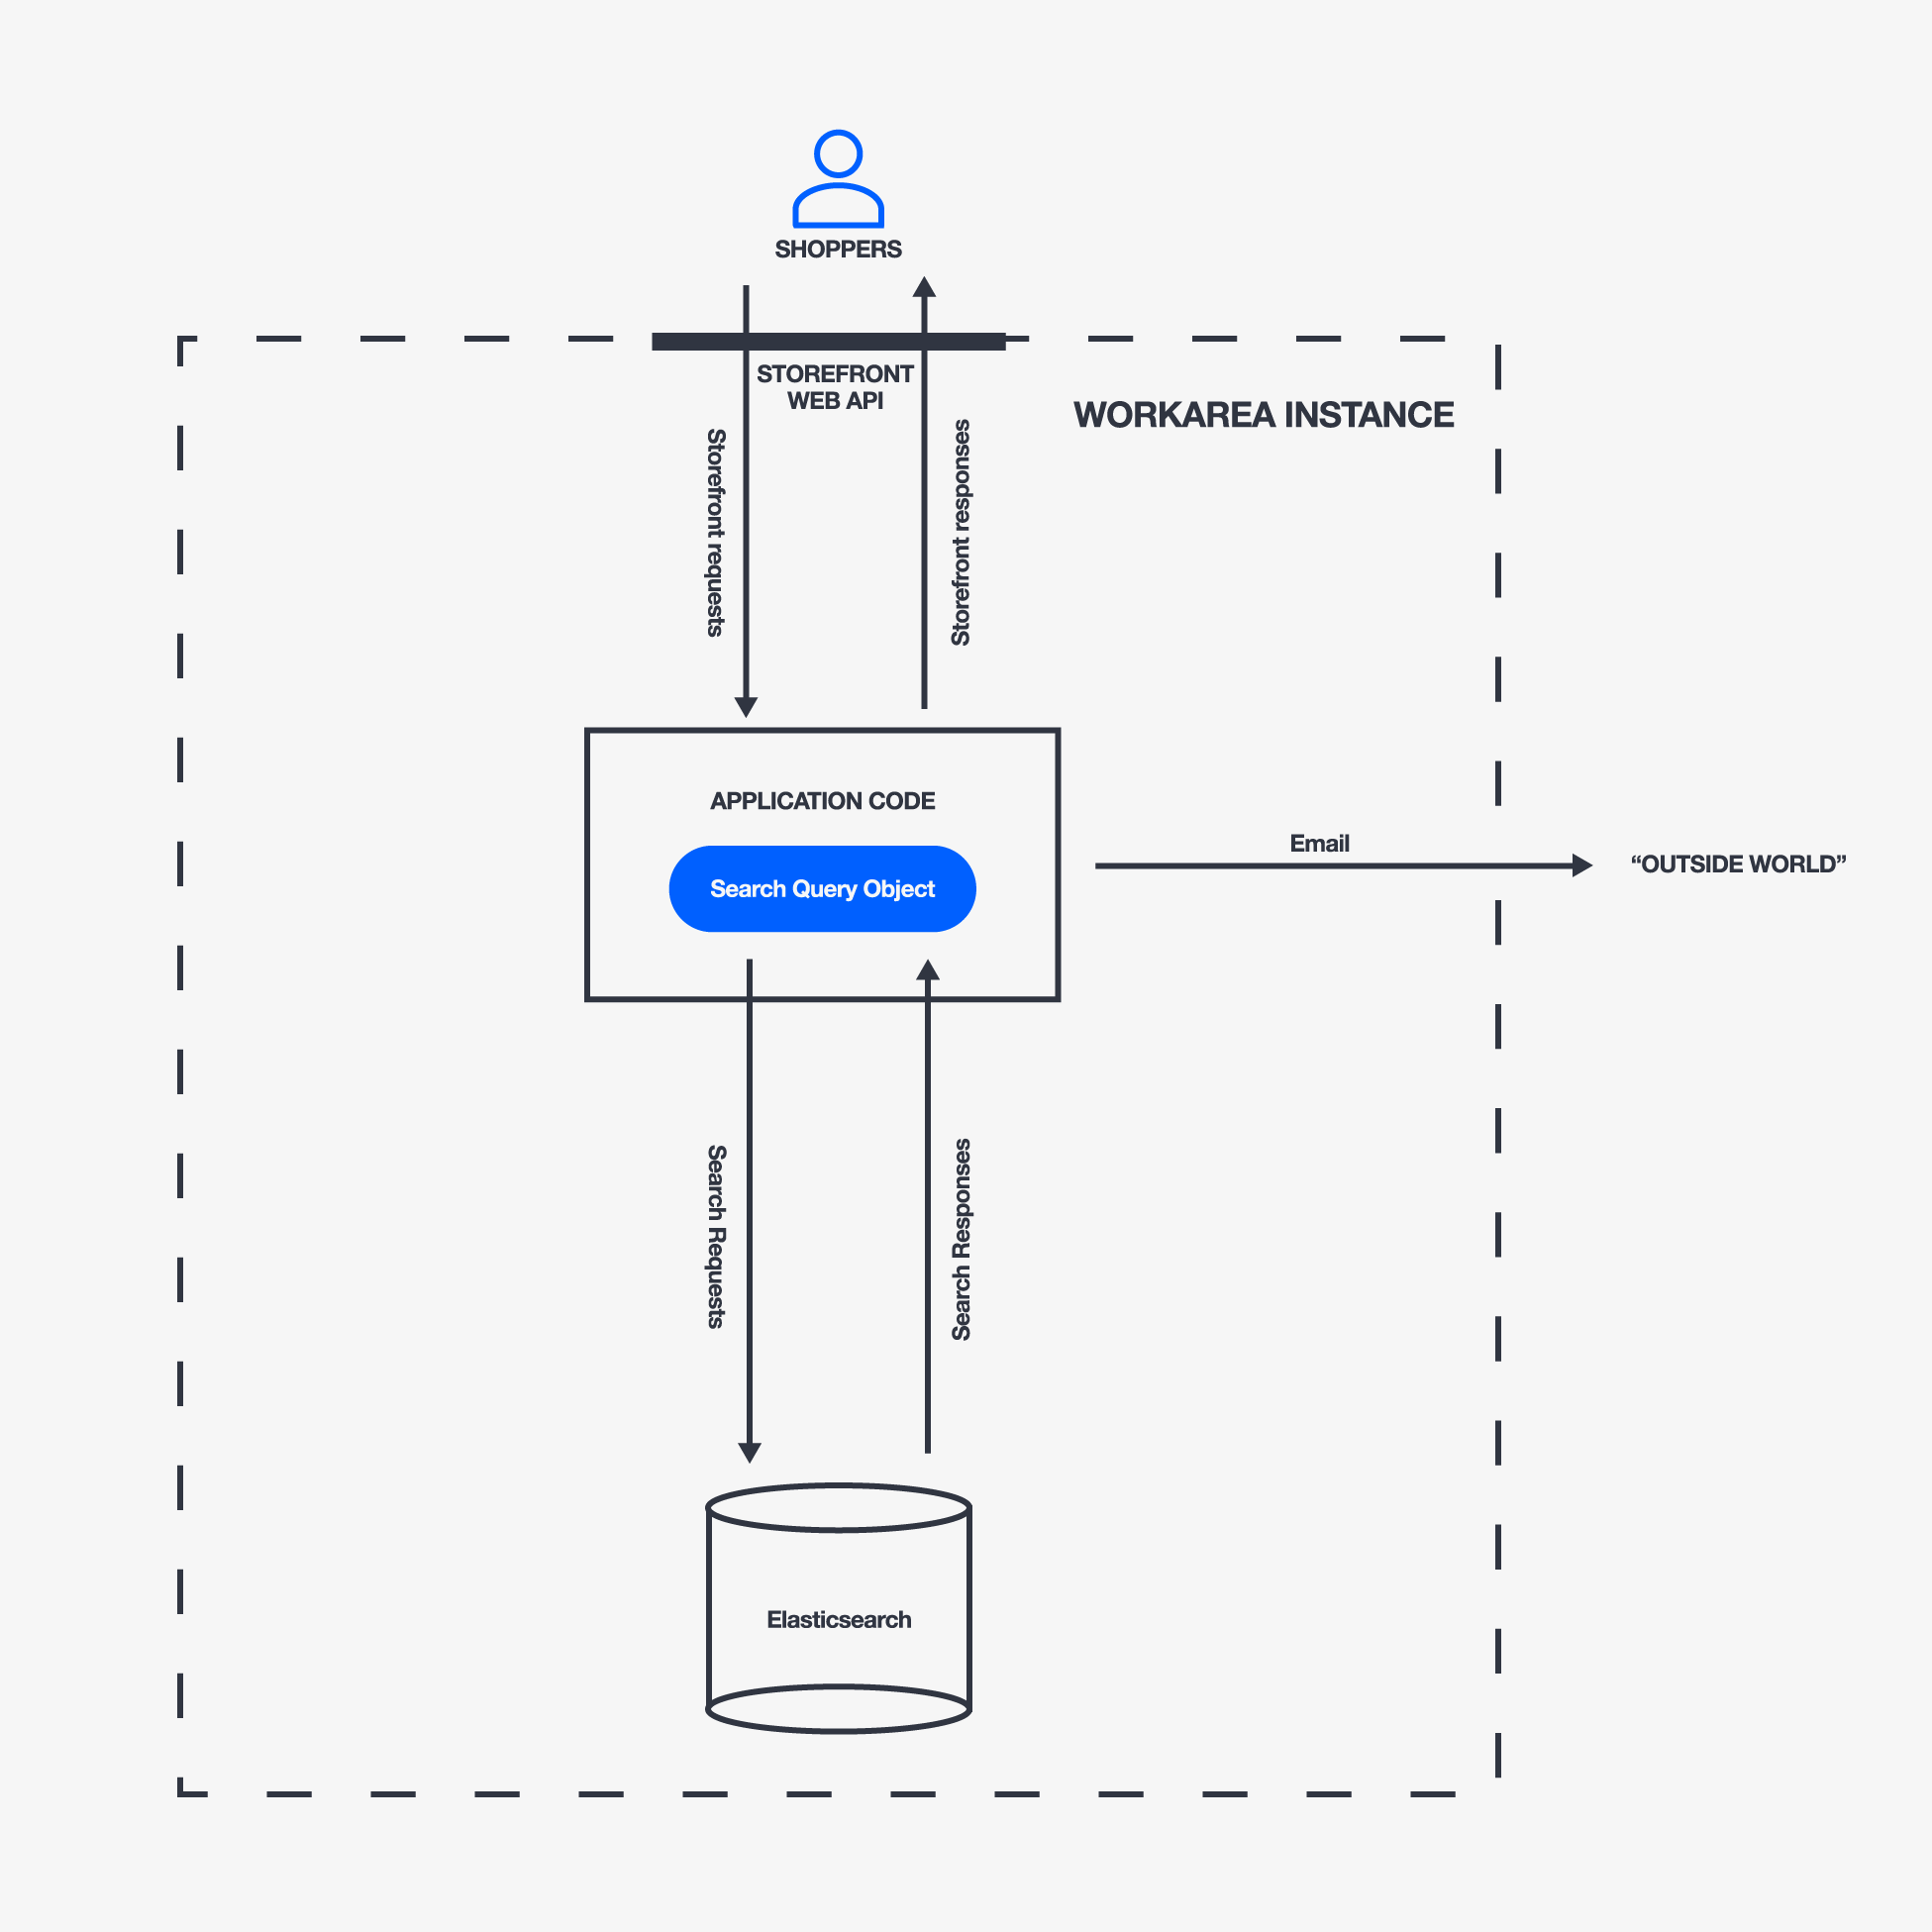 SHOPPERS
STOREFRONT
WEB API
WORKAREA INSTANCE
Storefront requests
Storefront responses
APPLICATION CODE
Search Query Object
Email
“OUTSIDE WORLD”
Search Requests
Search Responses
Elasticsearch